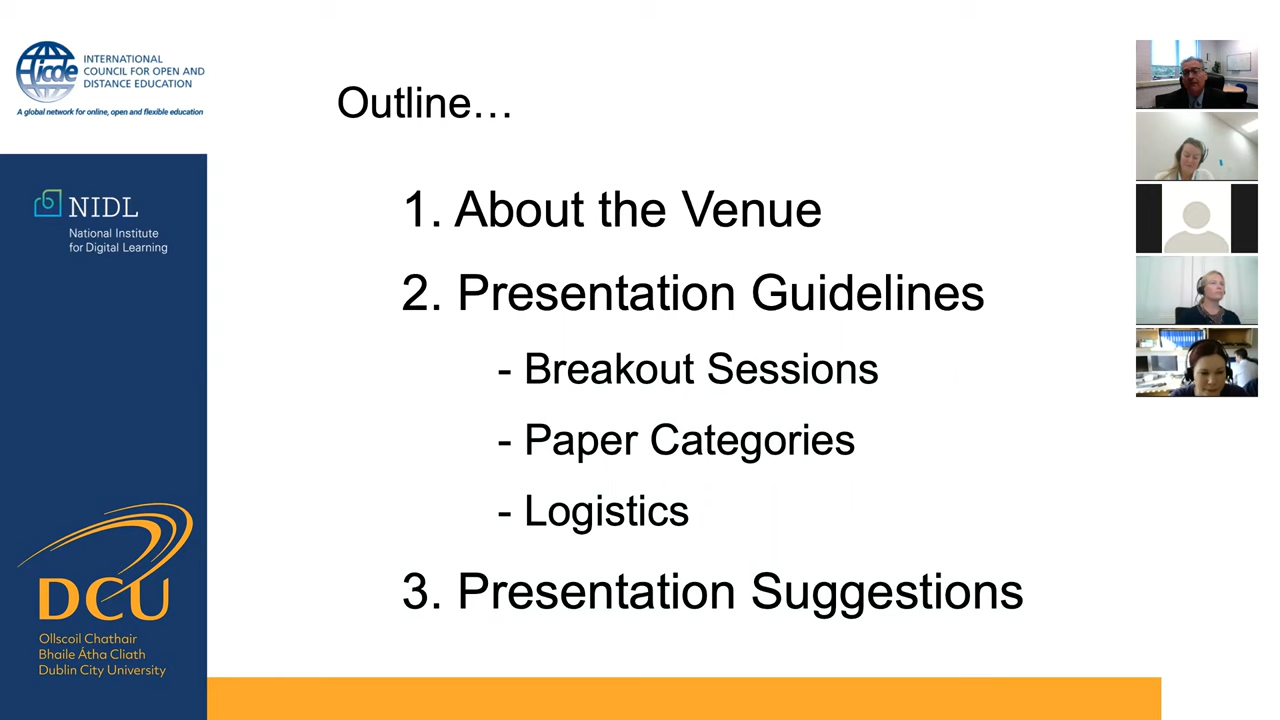 icde
INTERNATIONAL
COUNCIL FOR OPEN AND
DISTANCE EDUCATION
A global network for online, open and flexible education
NIDL
National Institute
for Digital Learning
DCU
Ollscoil Chathair
Bhaile Átha Cliath
Dublin City University
Outline…
1. About the Venue
2. Presentation Guidelines
- Breakout Sessions
- Paper Categories
- Logistics
3. Presentation Suggestions